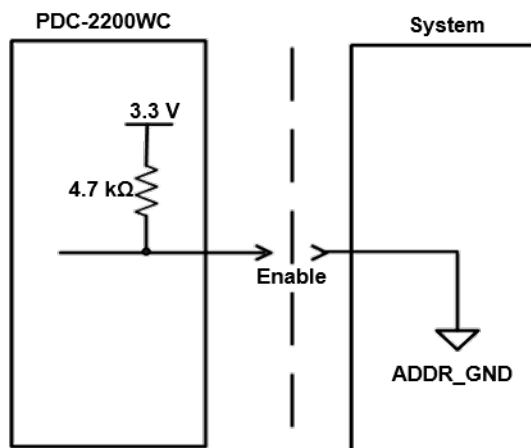 PDC-2200WC
System
3.3 V
4.7 kΩ
Enable
ADDR_GND